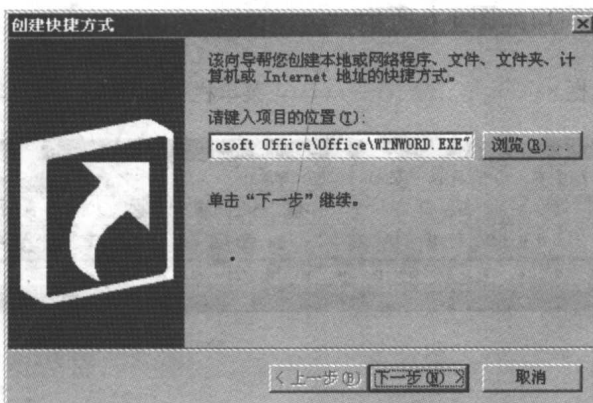 创建快捷方式
该向导帮您创建本地或网络程序、文件、文件夹、计
算机或 Internet 地址的快捷方式。
请键入项目的位置(T):
osoft Office\Office\WINWORD.EXE"
浏览(R)...
单击“下一步”继续。
< 上一步(B)
下一步(N) >
取消